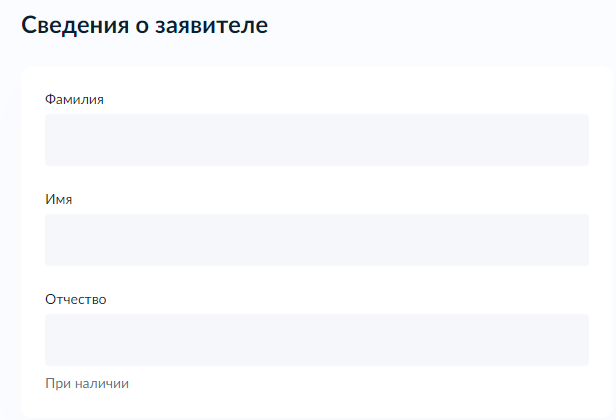 Сведения о заявителе
Фамилия
Имя
Отчество
При наличии